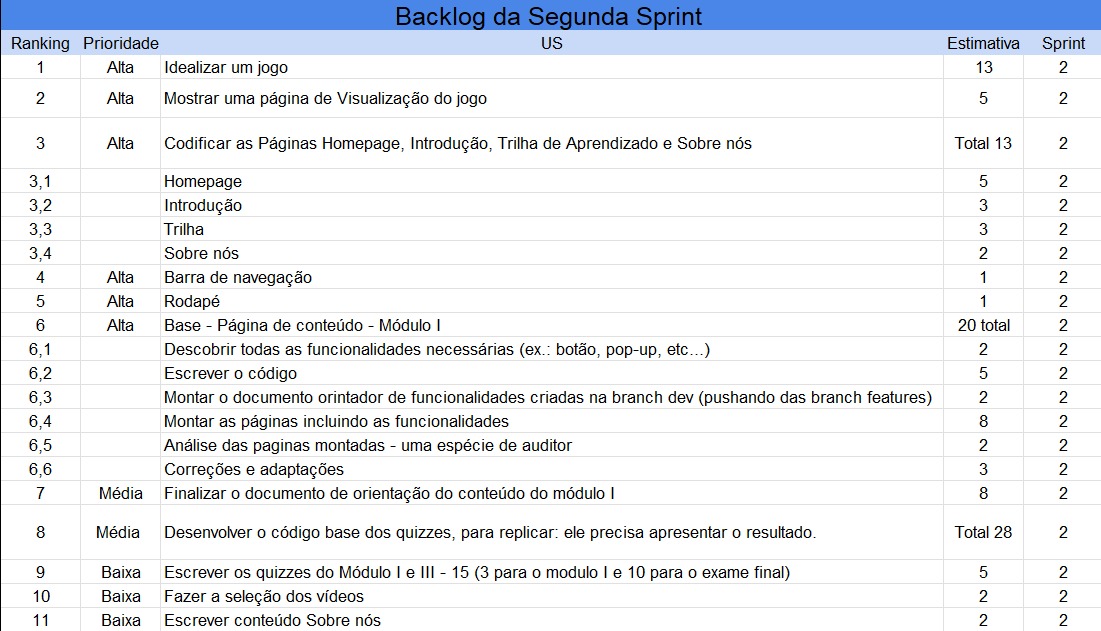 Backlog da Segunda Sprint
Ranking Prioridade US Estimativa Sprint
1 Alta Idealizar um jogo 13 2
2 Alta Mostrar uma página de Visualização do jogo 5 2
3 Alta Codificar as Páginas Homepage, Introdução, Trilha de Aprendizado e Sobre nós Total 13 2
3,1 Homepage 5 2
3,2 Introdução 3 2
3,3 Trilha 3 2
3,4 Sobre nós 2 2
4 Alta Barra de navegação 1 2
5 Alta Rodapé 1 2
6 Alta Base - Página de conteúdo - Módulo I 20 total 2
6,1 Descobrir todas as funcionalidades necessárias (ex.: botão, pop-up, etc...) 2 2
6,2 Escrever o código 5 2
6,3 Montar o documento orintador de funcionalidades criadas na branch dev (pushando das branch features) 2 2
6,4 Montar as páginas incluindo as funcionalidades 8 2
6,5 Análise das paginas montadas - uma espécie de auditor 2 2
6,6 Correções e adaptações 3 2
7 Média Finalizar o documento de orientação do conteúdo do módulo I 8 2
8 Média Desenvolver o código base dos quizzes, para replicar: ele precisa apresentar o resultado. Total 28 2
9 Baixa Escrever os quizzes do Módulo I e III - 15 (3 para o modulo I e 10 para o exame final) 5 2
10 Baixa Fazer a seleção dos vídeos 2 2
11 Baixa Escrever conteúdo Sobre nós 2 2